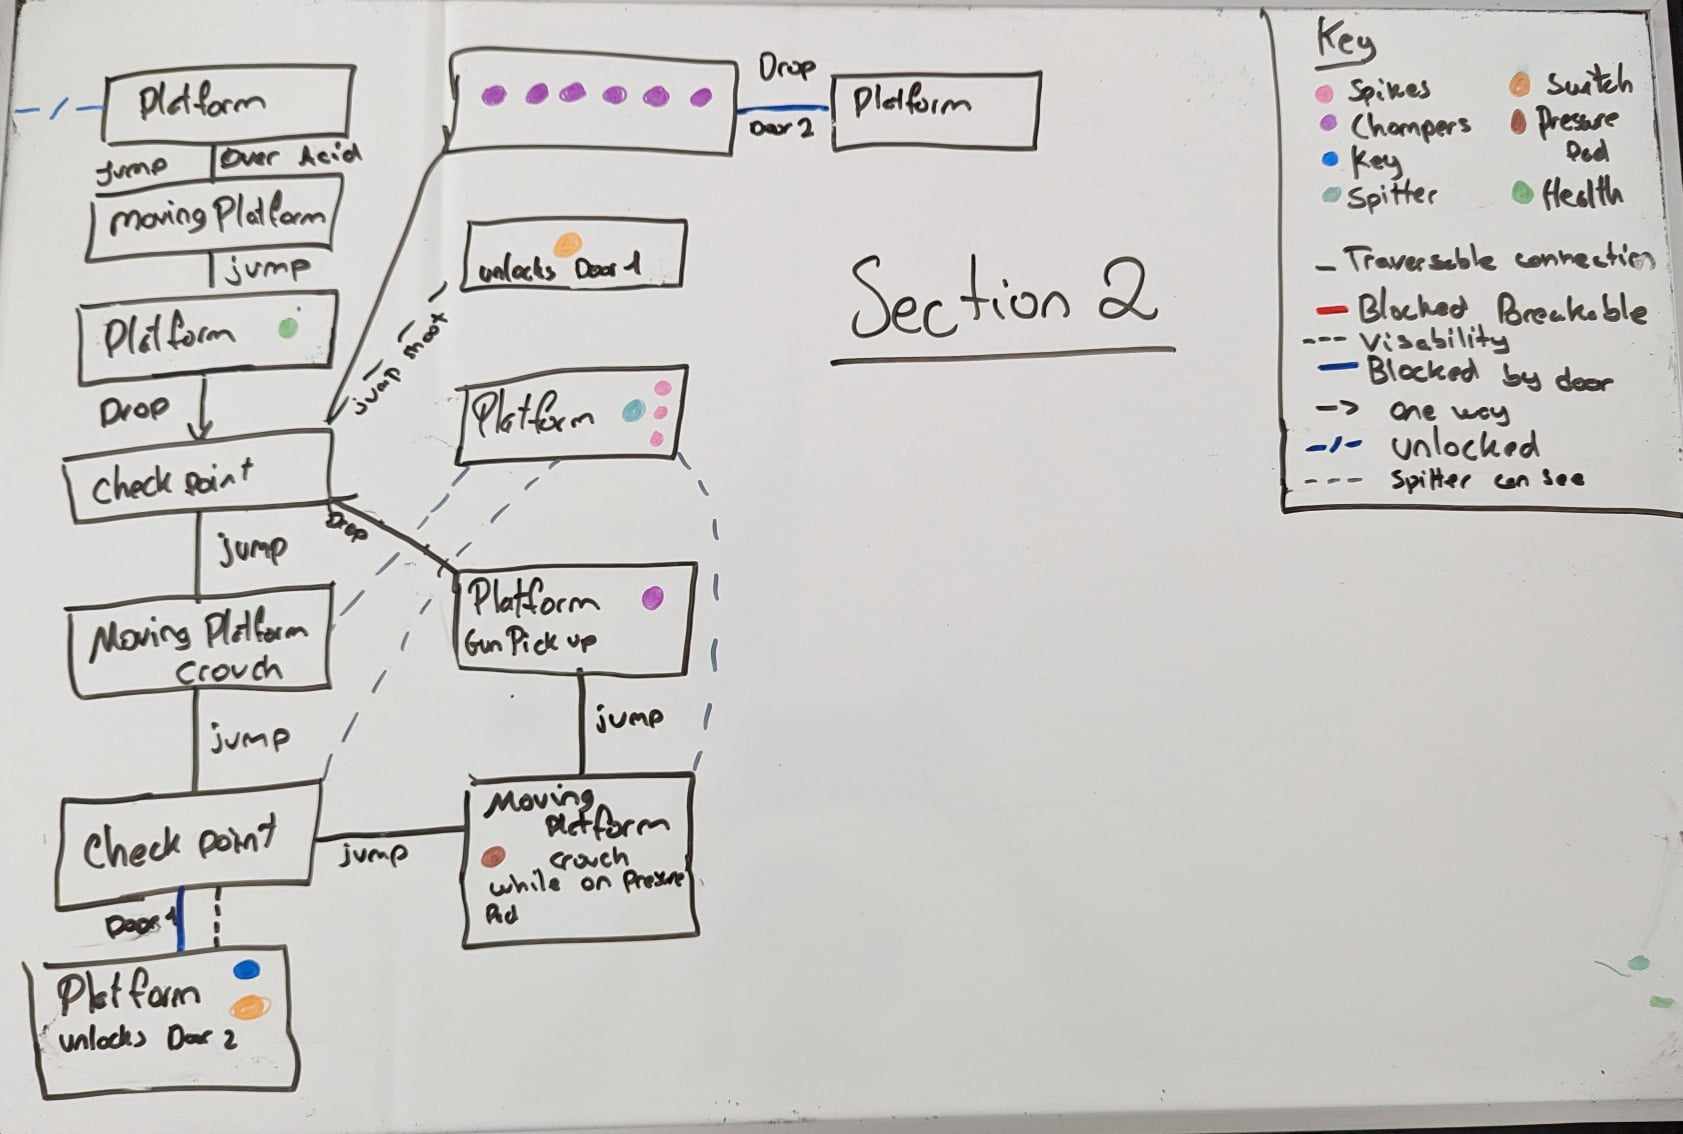 Platform
jump
Over Acid
moving Platform
jump
Platform
Drop
Check point
jump
Moving Platform
Crouch
jump
Check point
jump
Door 1
Platform
unlocks Door 2
Drop
Door 2
Platform
unlocks Door 1
jump shoot
Platform
Drop
Platform
Gun Pick up
jump
Moving
Platform
crouch
while on Presure
Pad
Section 2
Key
Spikes
Chompers
Key
Spitter
Switch
Presure
Pad
Health
Traversable connection
Blocked Breakable
Visability
Blocked by door
one way
unlocked
Spitter can see